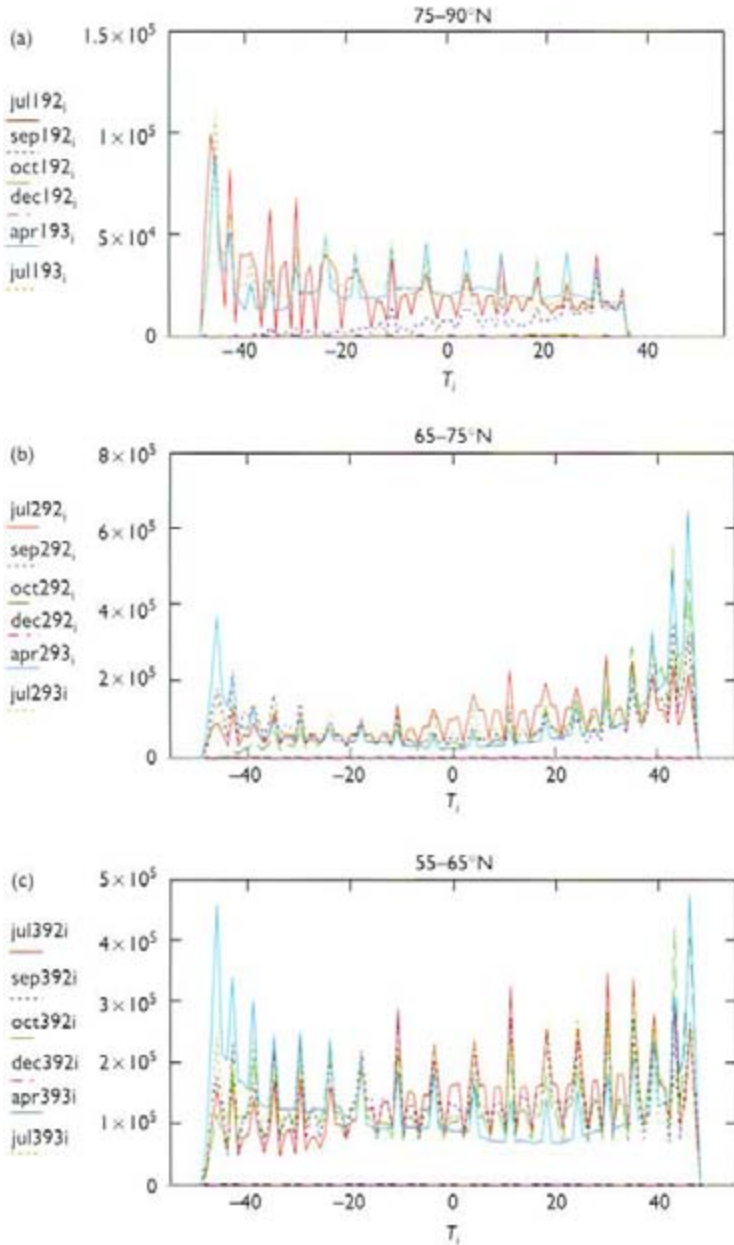 (a)
75–90°N
1.5×10⁵
1×10⁵
5×10⁴
0
jul192ᵢ
sep192ᵢ
oct192ᵢ
dec192ᵢ
apr193ᵢ
jul193ᵢ
−40 −20 0 20 40
Tᵢ
(b)
65–75°N
8×10⁵
6×10⁵
4×10⁵
2×10⁵
0
jul292ᵢ
sep292ᵢ
oct292ᵢ
dec292ᵢ
apr293ᵢ
jul293i
−40 −20 0 20 40
Tᵢ
(c)
55–65°N
5×10⁵
4×10⁵
3×10⁵
2×10⁵
1×10⁵
0
jul392i
sep392i
oct392i
dec392i
apr393i
jul393i
−40 −20 0 20 40
Tᵢ